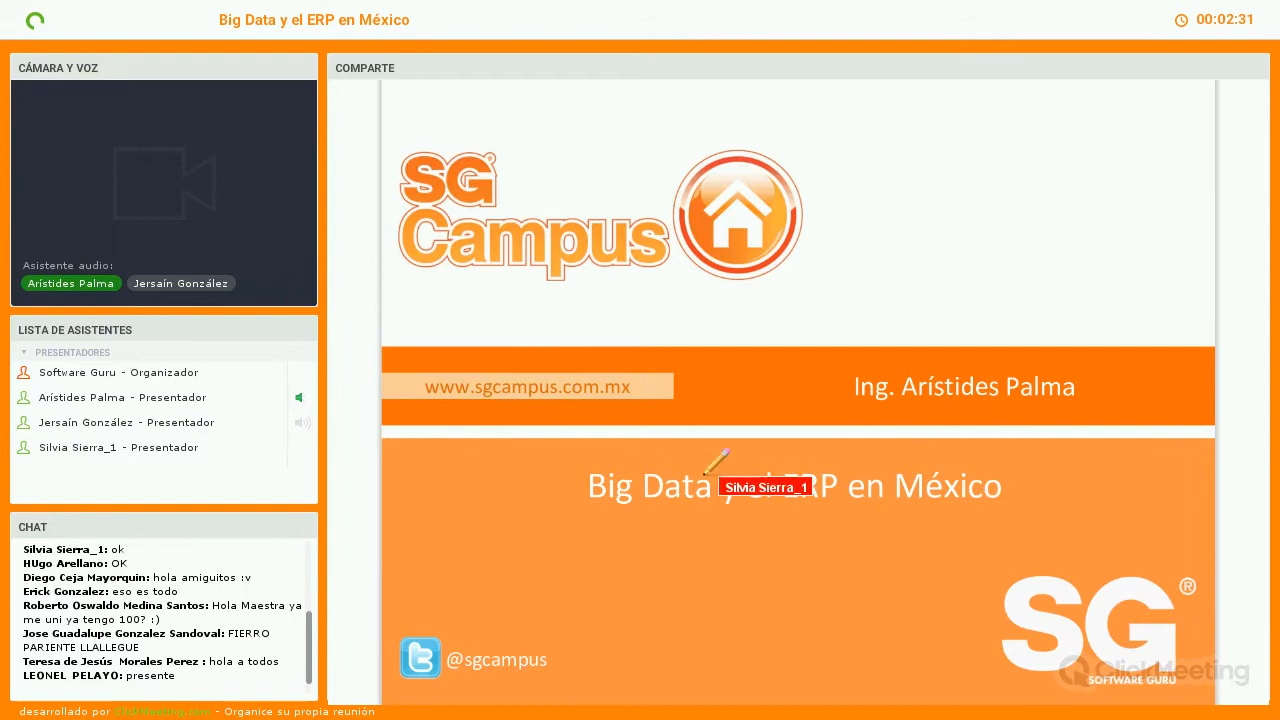 Big Data y el ERP en México
00:02:31
CÁMARA Y VOZ
Asistente audio:
Arístides Palma
Jersaín González
LISTA DE ASISTENTES
PRESENTADORES
Software Guru - Organizador
Arístides Palma - Presentador
Jersaín González - Presentador
Silvia Sierra_1 - Presentador
CHAT
Silvia Sierra_1: ok
HUgo Arellano: OK
Diego Ceja Mayorquin: hola amiguitos :v
Erick Gonzalez: eso es todo
Roberto Oswaldo Medina Santos: Hola Maestra ya
me uni ya tengo 100? :)
Jose Guadalupe Gonzalez Sandoval: FIERRO
PARIENTE LLALLEGUE
Teresa de Jesús Morales Perez : hola a todos
LEONEL PELAYO: presente
desarrollado por ClickMeeting.com - Organice su propia reunión
COMPARTE
SG
Campus
www.sgcampus.com.mx
Ing. Arístides Palma
Big Data y el ERP en México
Silvia Sierra_1
@sgcampus
SG®
SOFTWARE GURU
ClickMeeting